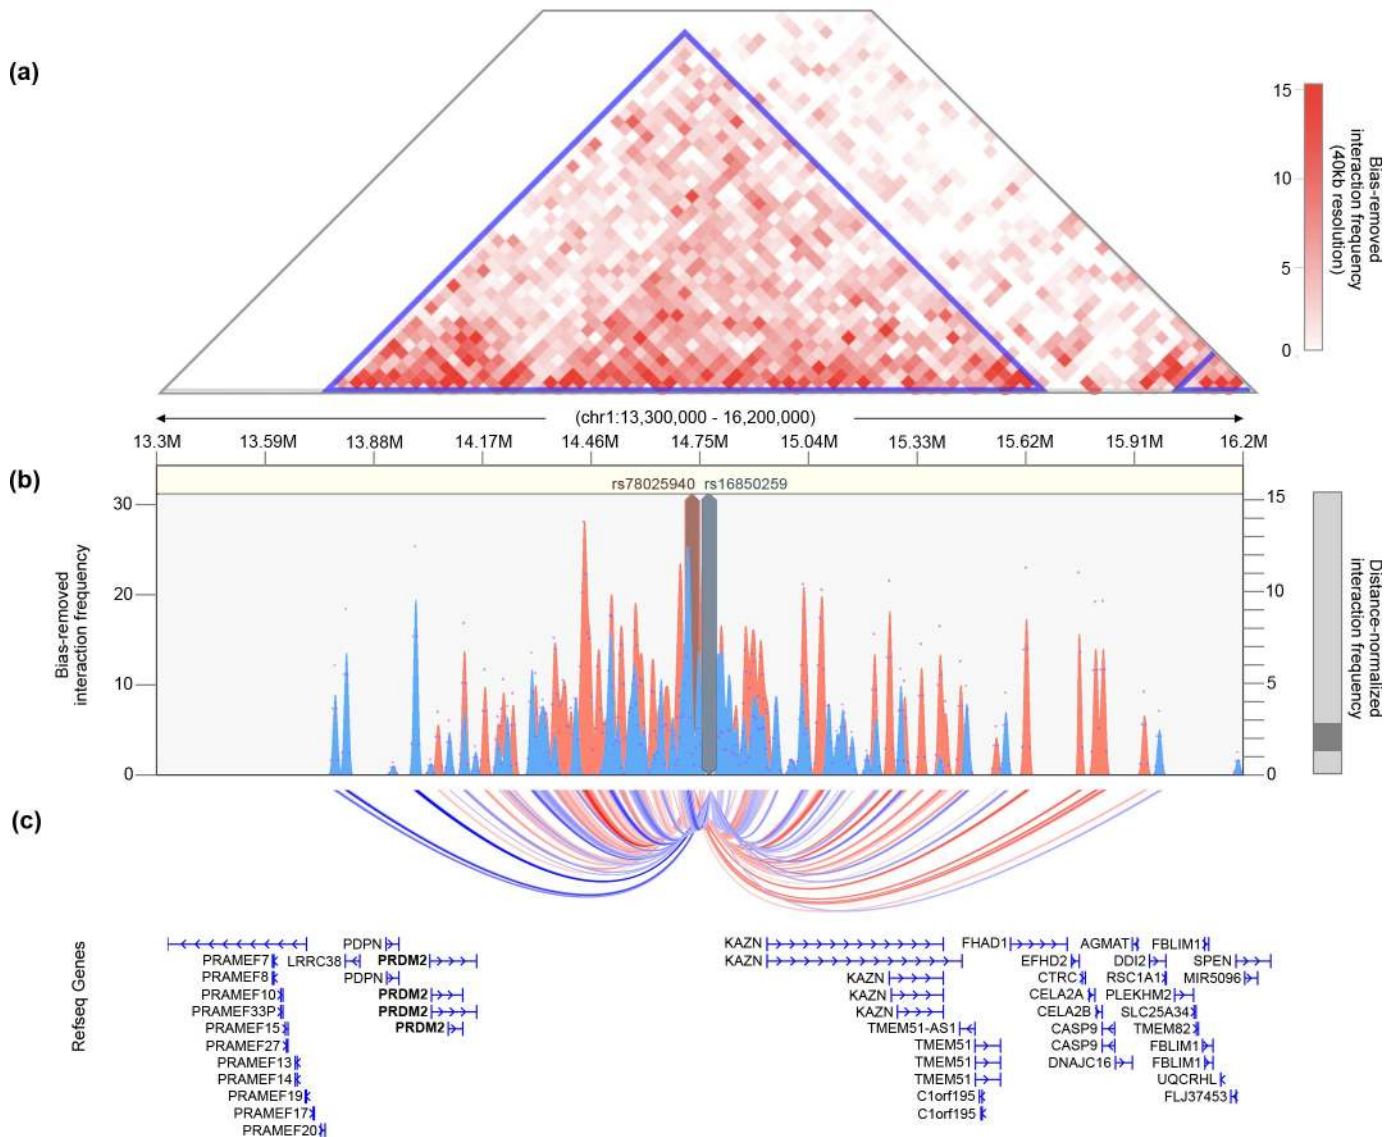 (a)
15
10
5
0
Bias-removed
interaction frequency
(40kb resolution)
(chr1:13,300,000 - 16,200,000)
13.3M 13.59M 13.88M 14.17M 14.46M 14.75M 15.04M 15.33M 15.62M 15.91M 16.2M
(b)
rs78025940 rs16850259
30
20
10
0
Bias-removed
interaction frequency
15
10
5
0
Distance-normalized
interaction frequency
(c)
Refseq Genes
PDPN KAZN FHAD1 AGMAT FBLIM1
PRAMEF7 LRRC38 PRDM2 KAZN EFHD2 DDI2 SPEN
PRAMEF8 PDPN KAZN CTRC RSC1A1 MIR5096
PRAMEF10 PRDM2 KAZN CELA2A PLEKHM2
PRAMEF33P PRDM2 KAZN CELA2B SLC25A34
PRAMEF15 PRDM2 TMEM51-AS1 CASP9 TMEM82
PRAMEF27 TMEM51 CASP9 FBLIM1
PRAMEF13 TMEM51 DNAJC16 FBLIM1
PRAMEF14 TMEM51 UQCRHL
PRAMEF19 C1orf195 FLJ37453
PRAMEF17 C1orf195
PRAMEF20